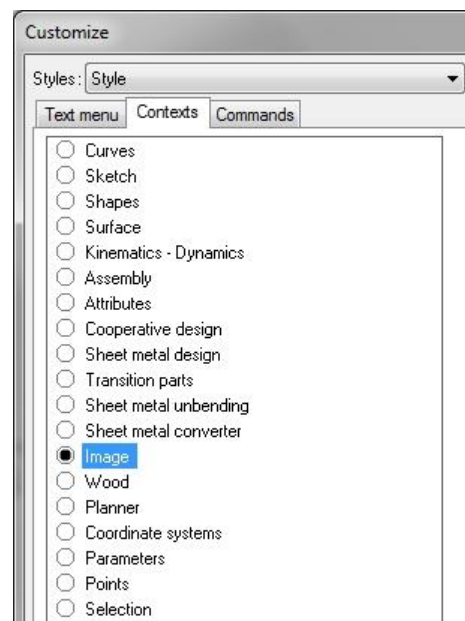 Customize
Styles: Style
Text menu Contexts Commands
Curves
Sketch
Shapes
Surface
Kinematics - Dynamics
Assembly
Attributes
Cooperative design
Sheet metal design
Transition parts
Sheet metal unbending
Sheet metal converter
Image
Wood
Planner
Coordinate systems
Parameters
Points
Selection